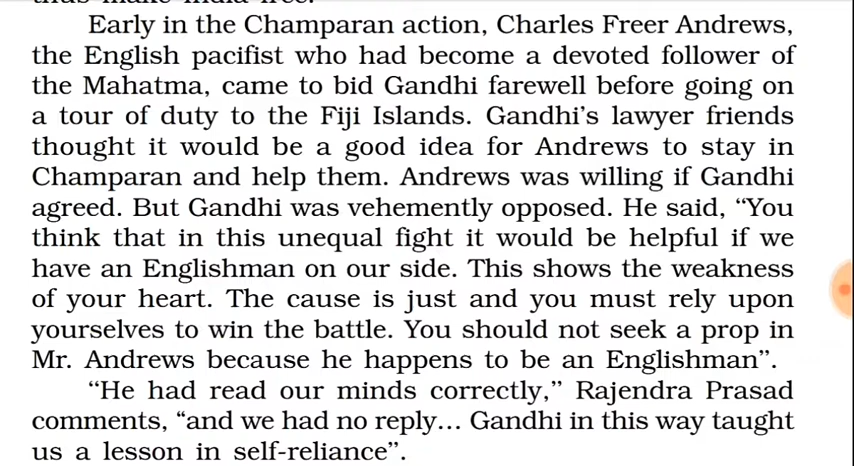 thus make India free.
Early in the Champaran action, Charles Freer Andrews,
the English pacifist who had become a devoted follower of
the Mahatma, came to bid Gandhi farewell before going on
a tour of duty to the Fiji Islands. Gandhi’s lawyer friends
thought it would be a good idea for Andrews to stay in
Champaran and help them. Andrews was willing if Gandhi
agreed. But Gandhi was vehemently opposed. He said, “You
think that in this unequal fight it would be helpful if we
have an Englishman on our side. This shows the weakness
of your heart. The cause is just and you must rely upon
yourselves to win the battle. You should not seek a prop in
Mr. Andrews because he happens to be an Englishman”.
“He had read our minds correctly,” Rajendra Prasad
comments, “and we had no reply... Gandhi in this way taught
us a lesson in self-reliance”.